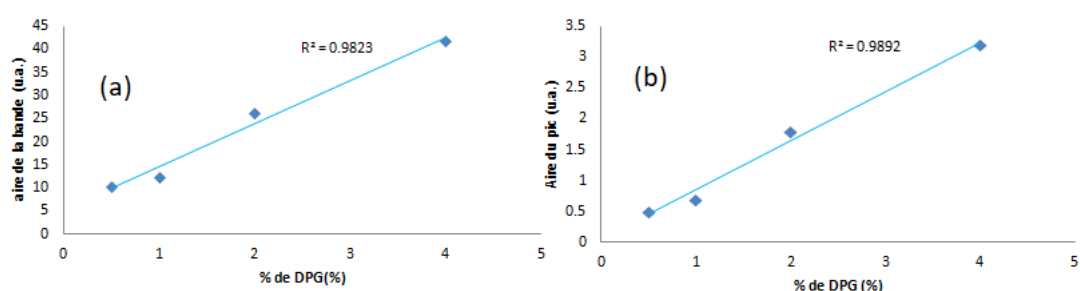 45
40
35
30
25
20
15
10
5
0
aire de la bande (u.a.)
(a)
R² = 0.9823
0 1 2 3 4 5
% de DPG(%)
3.5
3
2.5
2
1.5
1
0.5
0
Aire du pic (u.a.)
(b)
R² = 0.9892
0 1 2 3 4 5
% de DPG (%)